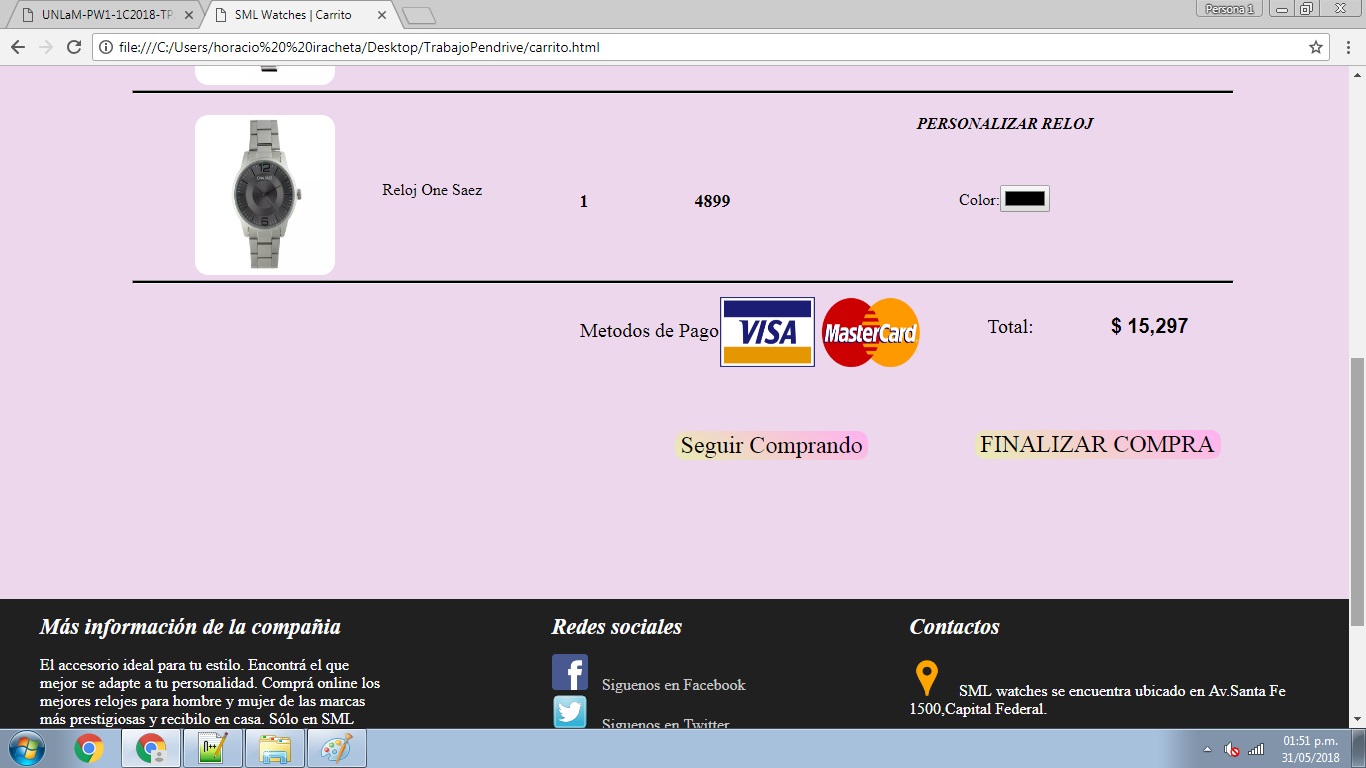 UNLaM-PW1-1C2018-TP
SML Watches | Carrito
Persona 1
file:///C:/Users/horacio%20%20iracheta/Desktop/TrabajoPendrive/carrito.html
PERSONALIZAR RELOJ
Reloj One Saez
1
4899
Color:
Metodos de Pago
VISA
MasterCard
Total:
$ 15,297
Seguir Comprando
FINALIZAR COMPRA
Más información de la compañia
El accesorio ideal para tu estilo. Encontrá el que
mejor se adapte a tu personalidad. Comprá online los
mejores relojes para hombre y mujer de las marcas
más prestigiosas y recibilo en casa. Sólo en SML
Redes sociales
Siguenos en Facebook
Siguenos en Twitter
Contactos
SML watches se encuentra ubicado en Av.Santa Fe
1500,Capital Federal.
01:51 p.m.
31/05/2018